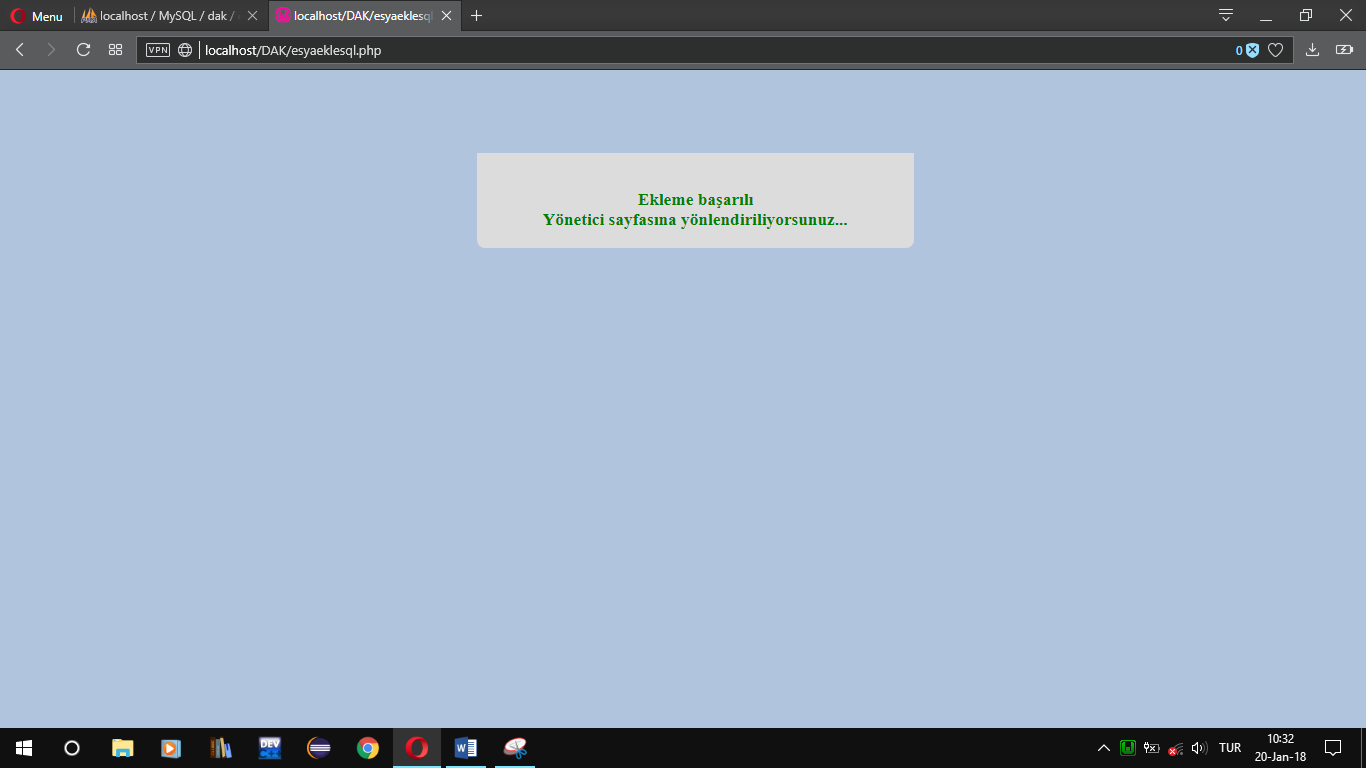 Menu
localhost / MySQL / dak /
localhost/DAK/esyaeklesql
VPN
localhost/DAK/esyaeklesql.php
0
Ekleme başarılı
Yönetici sayfasına yönlendiriliyorsunuz...
DEV
TUR
10:32
20-Jan-18